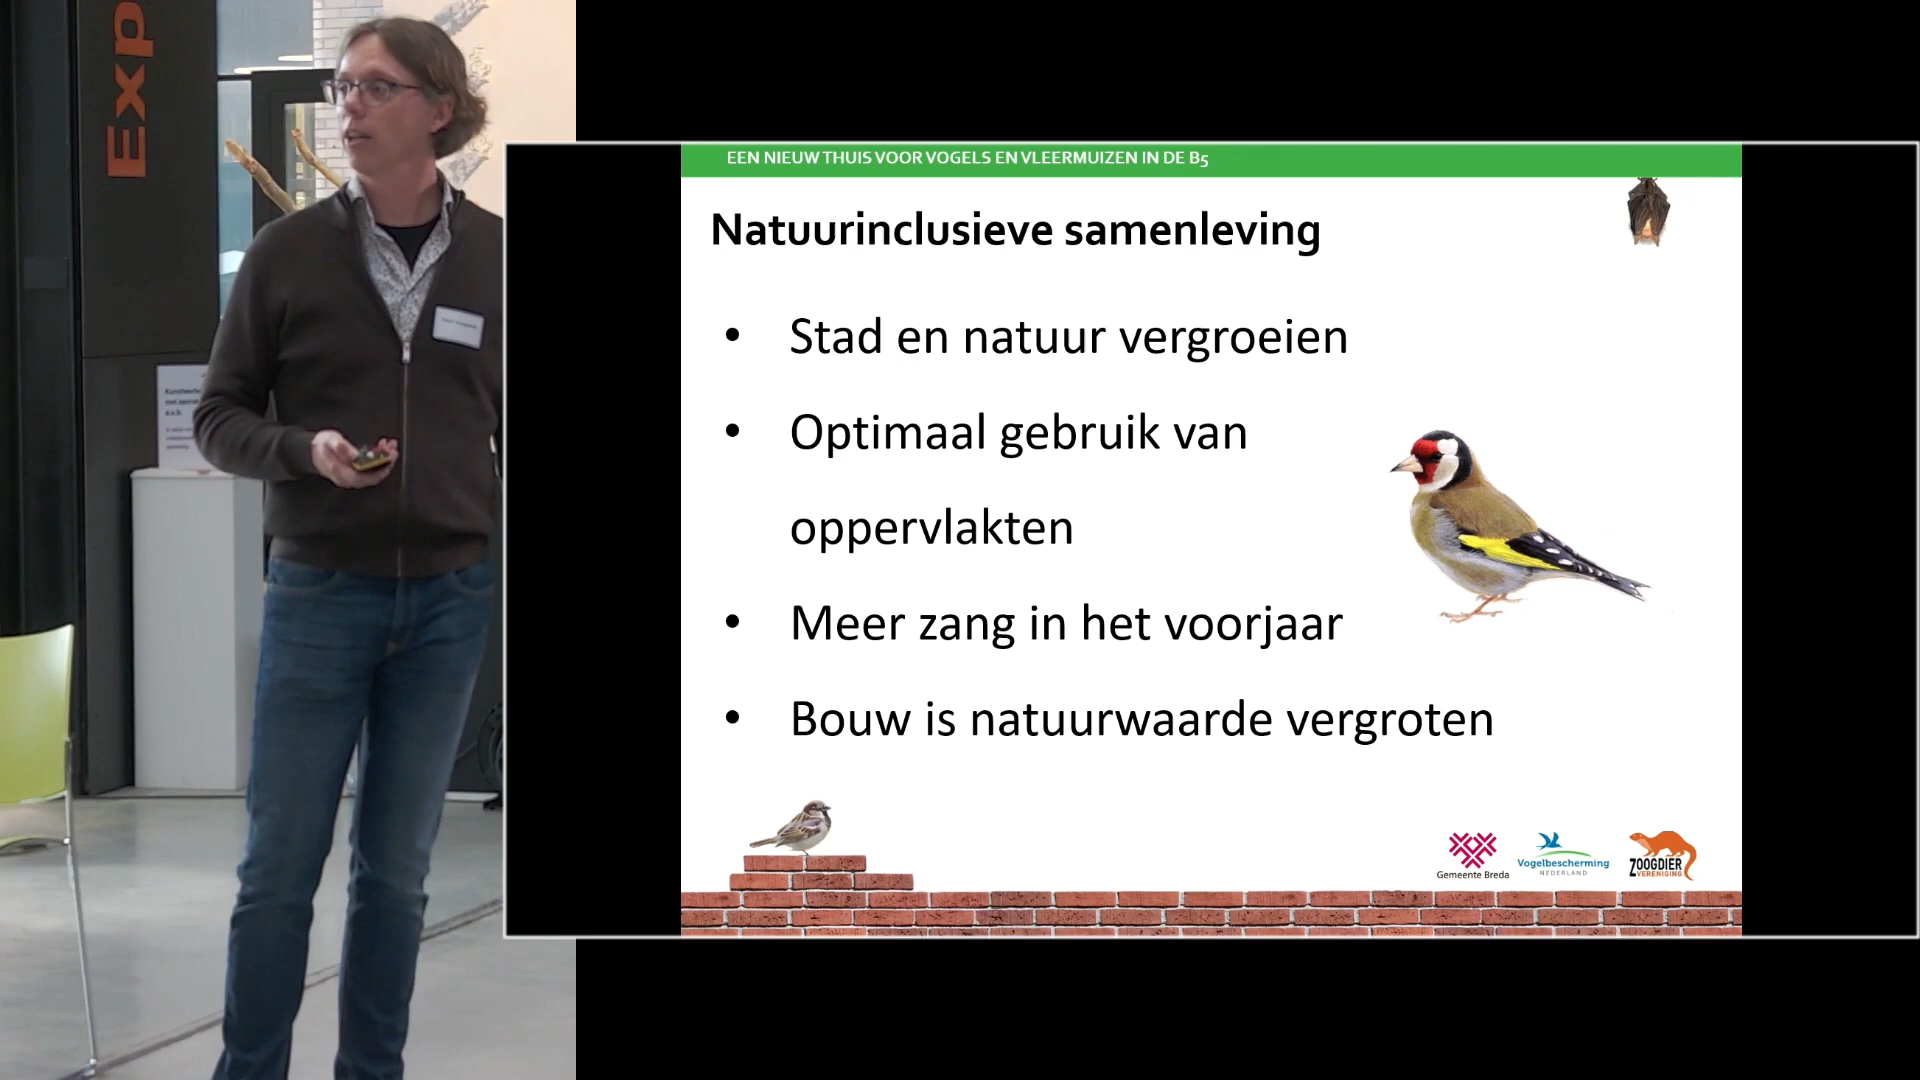 Exp
EEN NIEUW THUIS VOOR VOGELS EN VLEERMUIZEN IN DE B5
Natuurinclusieve samenleving
• Stad en natuur vergroeien
• Optimaal gebruik van
oppervlakten
• Meer zang in het voorjaar
• Bouw is natuurwaarde vergroten
Gemeente Breda
Vogelbescherming
NEDERLAND
ZOOGDIER
VERENIGING